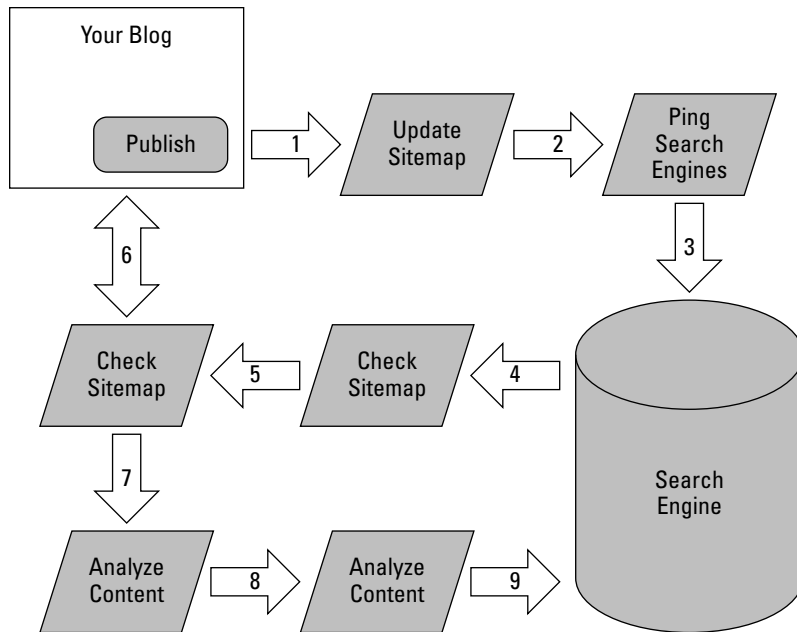 Your Blog
Publish
1
Update
Sitemap
2
Ping
Search
Engines
3
6
Check
Sitemap
5
Check
Sitemap
4
Search
Engine
7
Analyze
Content
8
Analyze
Content
9